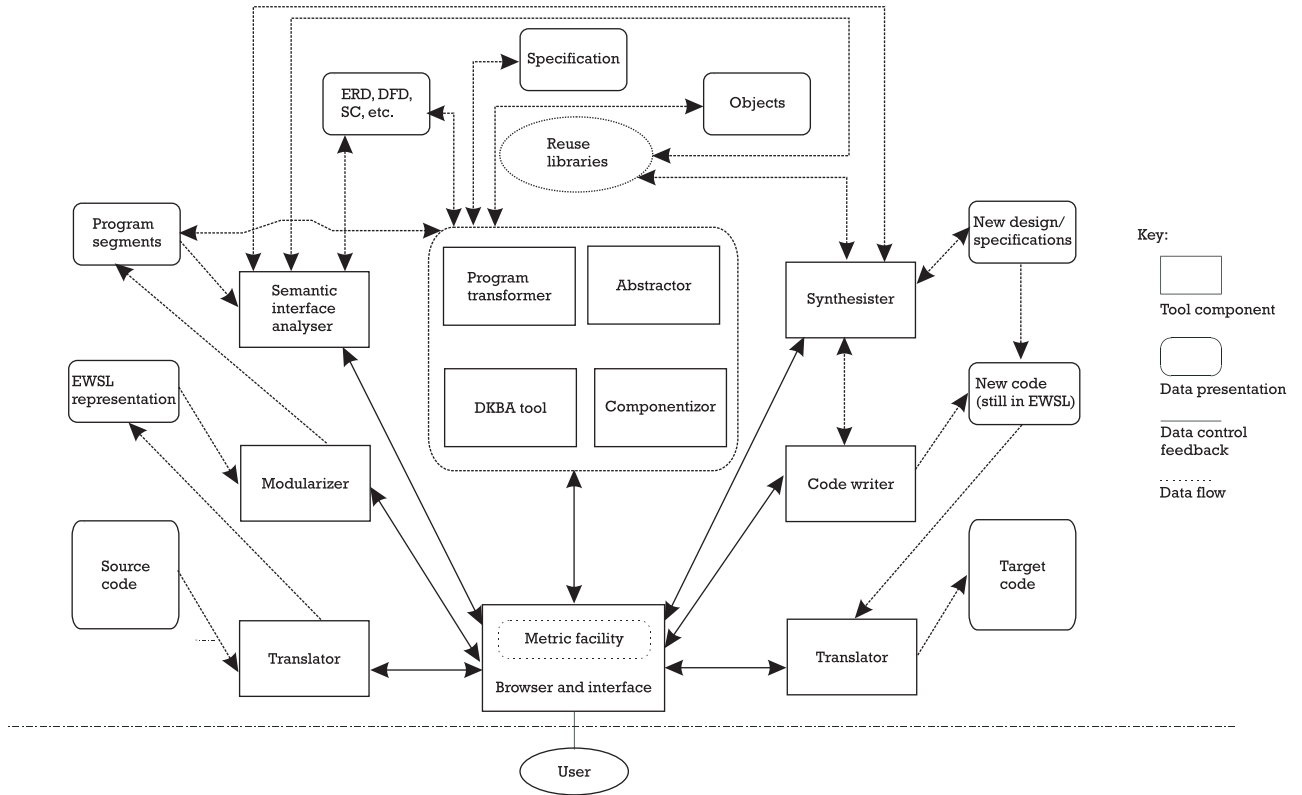 Specification
ERD, DFD,
SC, etc.
Objects
Reuse
libraries
Program
segments
New design/
specifications
Key:
Semantic
interface
analyser
Program
transformer
Abstractor
Synthesister
Tool component
EWSL
representation
DKBA tool
Componentizor
New code
(still in EWSL)
Data presentation
Data control
feedback
Modularizer
Code writer
Data flow
Source
code
Target
code
Metric facility
Translator
Browser and interface
Translator
User